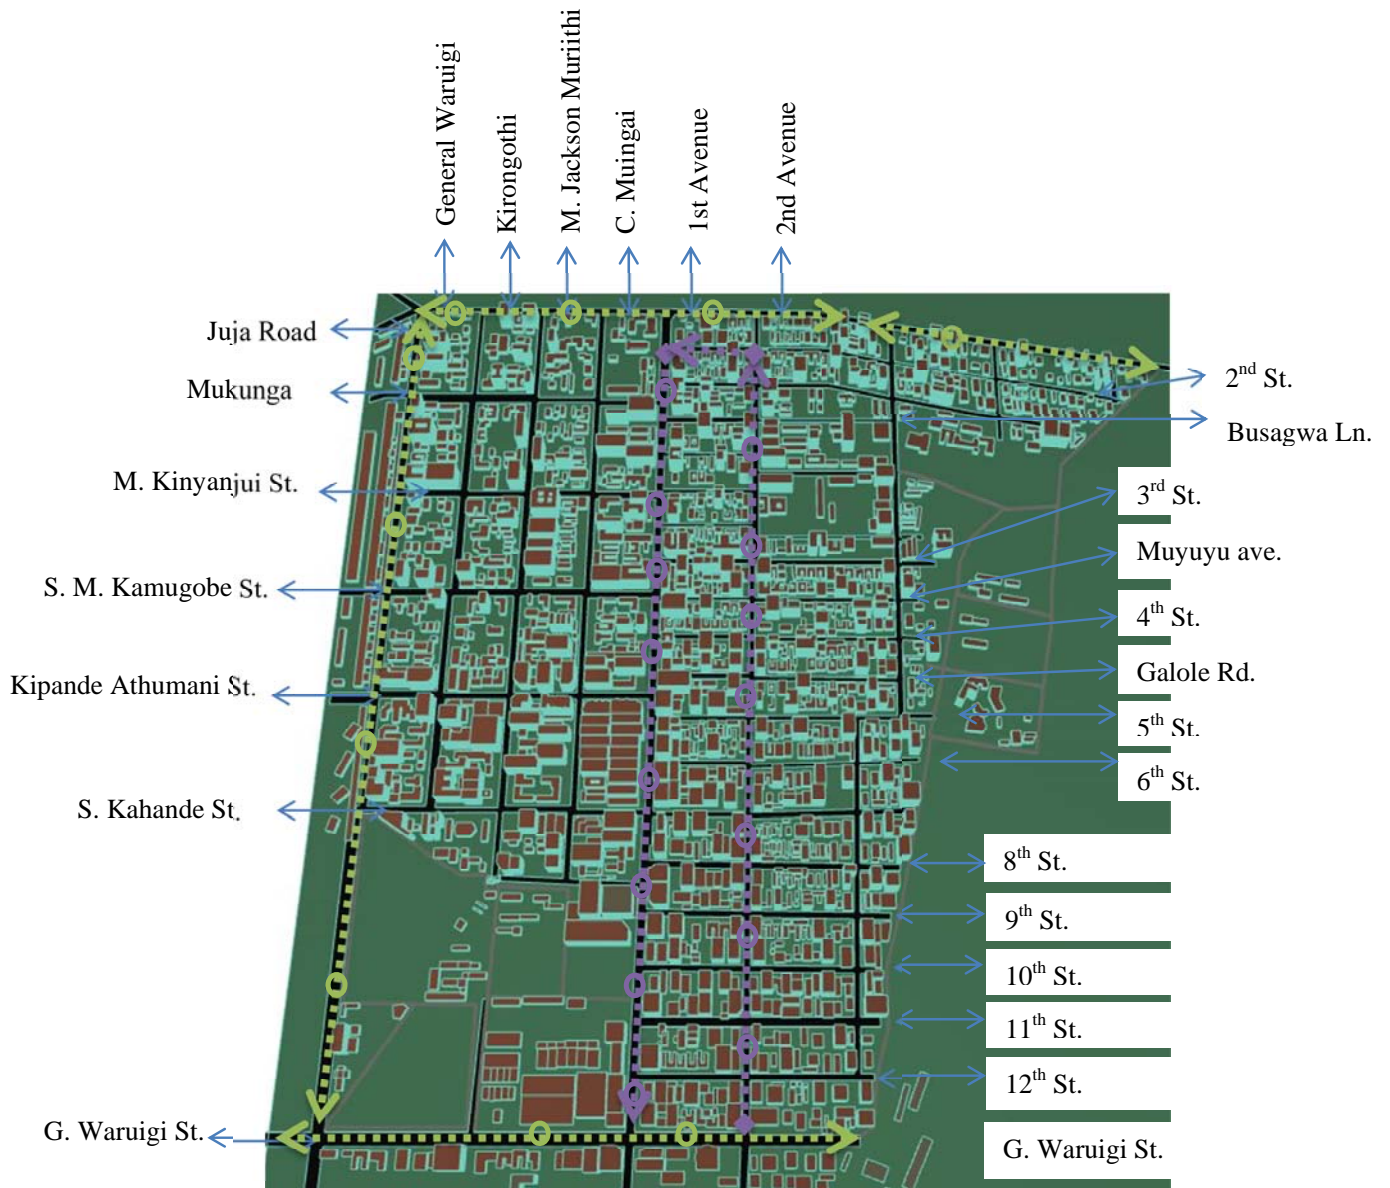 General Waruigi
Kirongothi
M. Jackson Muriithi
C. Muingai
1st Avenue
2nd Avenue
Juja Road
Mukunga
M. Kinyanjui St.
S. M. Kamugobe St.
Kipande Athumani St.
S. Kahande St.
G. Waruigi St.
2nd St.
Busagwa Ln.
3rd St.
Muyuyu ave.
4th St.
Galole Rd.
5th St.
6th St.
8th St.
9th St.
10th St.
11th St.
12th St.
G. Waruigi St.